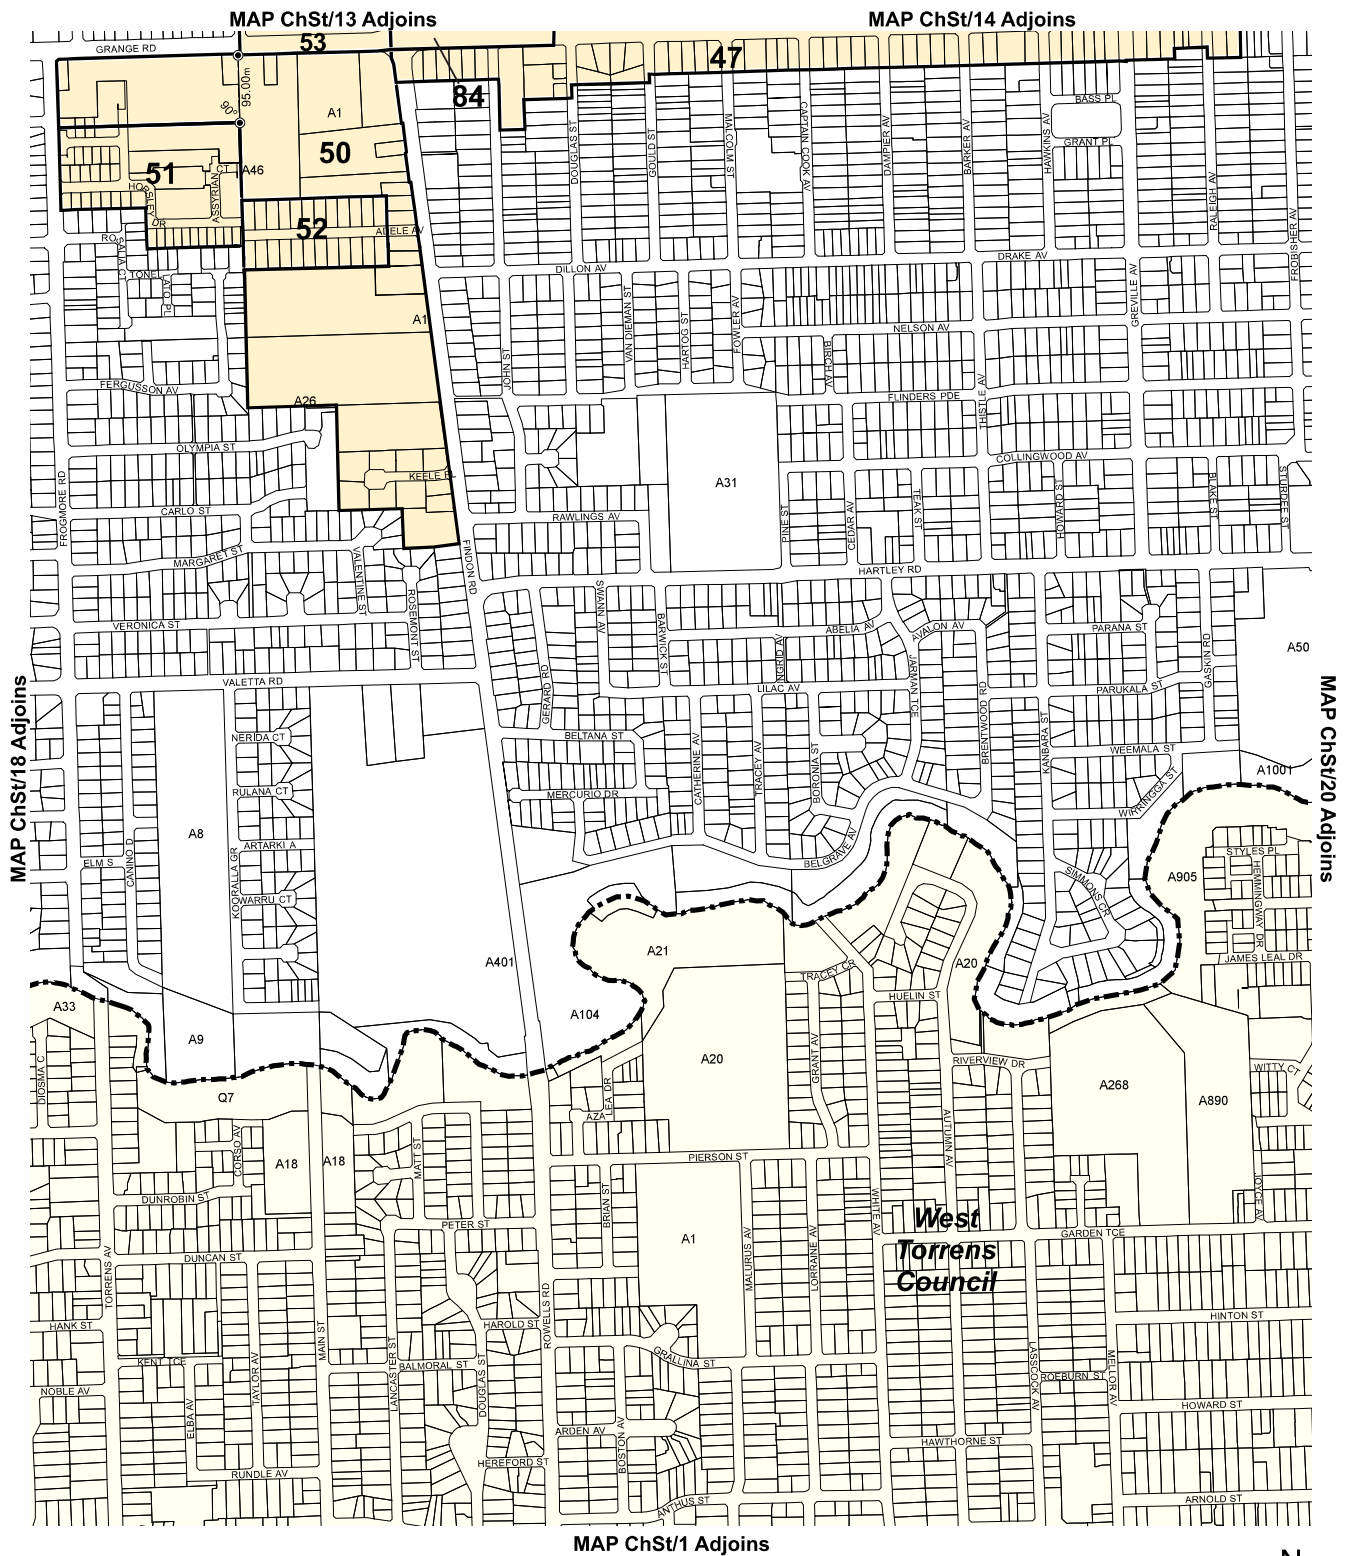 MAP ChSt/13 Adjoins
MAP ChSt/14 Adjoins
GRANGE RD
53
47
84
95.00m
90°
A1
50
51
A46
CT
ASSYRIAN
HORSLEY DR
52
ADELE AV
BASS PL
GRANT PL
DOUGLAS ST
GOULD ST
MALCOLM ST
CAPTAIN COOK AV
DAMPIER AV
BARKER AV
HAWKINS AV
RALEIGH AV
FROBISHER AV
ROSALIA CT
TONEL
ATO PL
DILLON AV
DRAKE AV
A1
VAN DIEMAN ST
HARTOG ST
FOWLER AV
GREVILLE AV
NELSON AV
JOHN ST
BIRCH AV
FERGUSSON AV
A26
FLINDERS PDE
THISTLE AV
OLYMPIA ST
COLLINGWOOD AV
KEELE PL
FROGMORE RD
A31
CARLO ST
RAWLINGS AV
PINE ST
CEDAR AV
TEAK ST
HOWARD ST
BLAKE ST
STURDEE ST
MARGARET ST
VALENTINE ST
ROSEMONT ST
FINDON RD
HARTLEY RD
SWANN AV
BARWICK ST
VERONICA ST
ABELIA AV
AVALON AV
PARANA ST
INGRID AV
GASKIN RD
A50
VALETTA RD
GERARD RD
LILAC AV
JARMAN TCE
BRENTWOOD RD
PARUKALA ST
KANBARA ST
MAP ChSt/18 Adjoins
MAP ChSt/20 Adjoins
NERIDA CT
BELTANA ST
CATHERINE AV
TRACEY AV
BORONIA ST
WEEMALA ST
A1001
RULANA CT
MERCURIO DR
WIRRINGA ST
A8
ARTARKI A
ELM S
CANINO D
KOORALLA GR
BELGRAVE AV
STYLES PL
A905
SIMMONS CR
HEMMINGWAY DR
KOOWARRU CT
A401
A21
TRACEY CR
A20
JAMES LEAL DR
HUELIN ST
A33
A104
A9
A20
GRANT AV
RIVERVIEW DR
WITTY CT
DIOSMA C
LEA DR
AZA
A268
A890
Q7
CORSO AV
MATT ST
AUTUMN AV
A18
A18
PIERSON ST
DUNROBIN ST
BRIAN ST
WHITE AV
JOYCE AV
PETER ST
A1
West
Torrens
Council
GARDEN TCE
DUNCAN ST
TORRENS AV
MALURUS AV
LORRAINE AV
ROWELLS RD
HANK ST
HAROLD ST
HINTON ST
MAIN ST
LANCASTER ST
KENT TCE
BALMORAL ST
GRALLINA ST
TAYLOR AV
DOUGLAS ST
LASSCOCK AV
ROEBURN ST
MELLOR AV
NOBLE AV
ELBA AV
HOWARD ST
ARDEN AV
BOSTON AV
HAWTHORNE ST
HEREFORD ST
RUNDLE AV
ANTHUS ST
ARNOLD ST
MAP ChSt/1 Adjoins
N